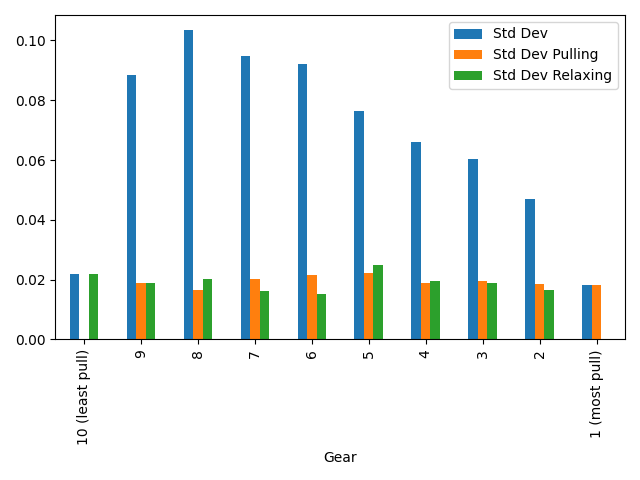 Std Dev
Std Dev Pulling
Std Dev Relaxing
0.10
0.08
0.06
0.04
0.02
0.00
10 (least pull)
9
8
7
6
5
4
3
2
1 (most pull)
Gear